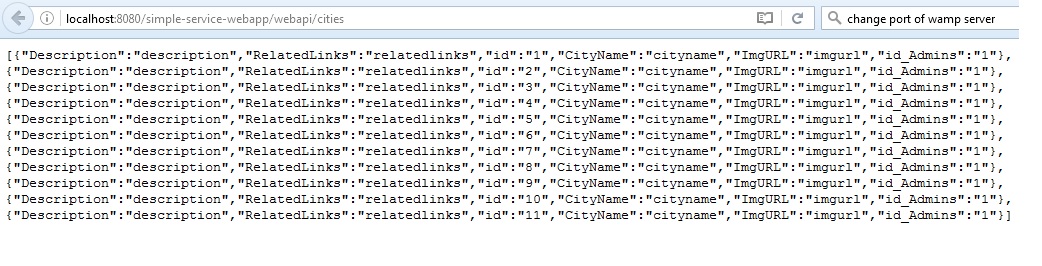 localhost:8080/simple-service-webapp/webapi/cities change port of wamp server
[{"Description":"description","RelatedLinks":"relatedlinks","id":"1","CityName":"cityname","ImgURL":"imgurl","id_Admins":"1"},
{"Description":"description","RelatedLinks":"relatedlinks","id":"2","CityName":"cityname","ImgURL":"imgurl","id_Admins":"1"},
{"Description":"description","RelatedLinks":"relatedlinks","id":"3","CityName":"cityname","ImgURL":"imgurl","id_Admins":"1"},
{"Description":"description","RelatedLinks":"relatedlinks","id":"4","CityName":"cityname","ImgURL":"imgurl","id_Admins":"1"},
{"Description":"description","RelatedLinks":"relatedlinks","id":"5","CityName":"cityname","ImgURL":"imgurl","id_Admins":"1"},
{"Description":"description","RelatedLinks":"relatedlinks","id":"6","CityName":"cityname","ImgURL":"imgurl","id_Admins":"1"},
{"Description":"description","RelatedLinks":"relatedlinks","id":"7","CityName":"cityname","ImgURL":"imgurl","id_Admins":"1"},
{"Description":"description","RelatedLinks":"relatedlinks","id":"8","CityName":"cityname","ImgURL":"imgurl","id_Admins":"1"},
{"Description":"description","RelatedLinks":"relatedlinks","id":"9","CityName":"cityname","ImgURL":"imgurl","id_Admins":"1"},
{"Description":"description","RelatedLinks":"relatedlinks","id":"10","CityName":"cityname","ImgURL":"imgurl","id_Admins":"1"},
{"Description":"description","RelatedLinks":"relatedlinks","id":"11","CityName":"cityname","ImgURL":"imgurl","id_Admins":"1"}]